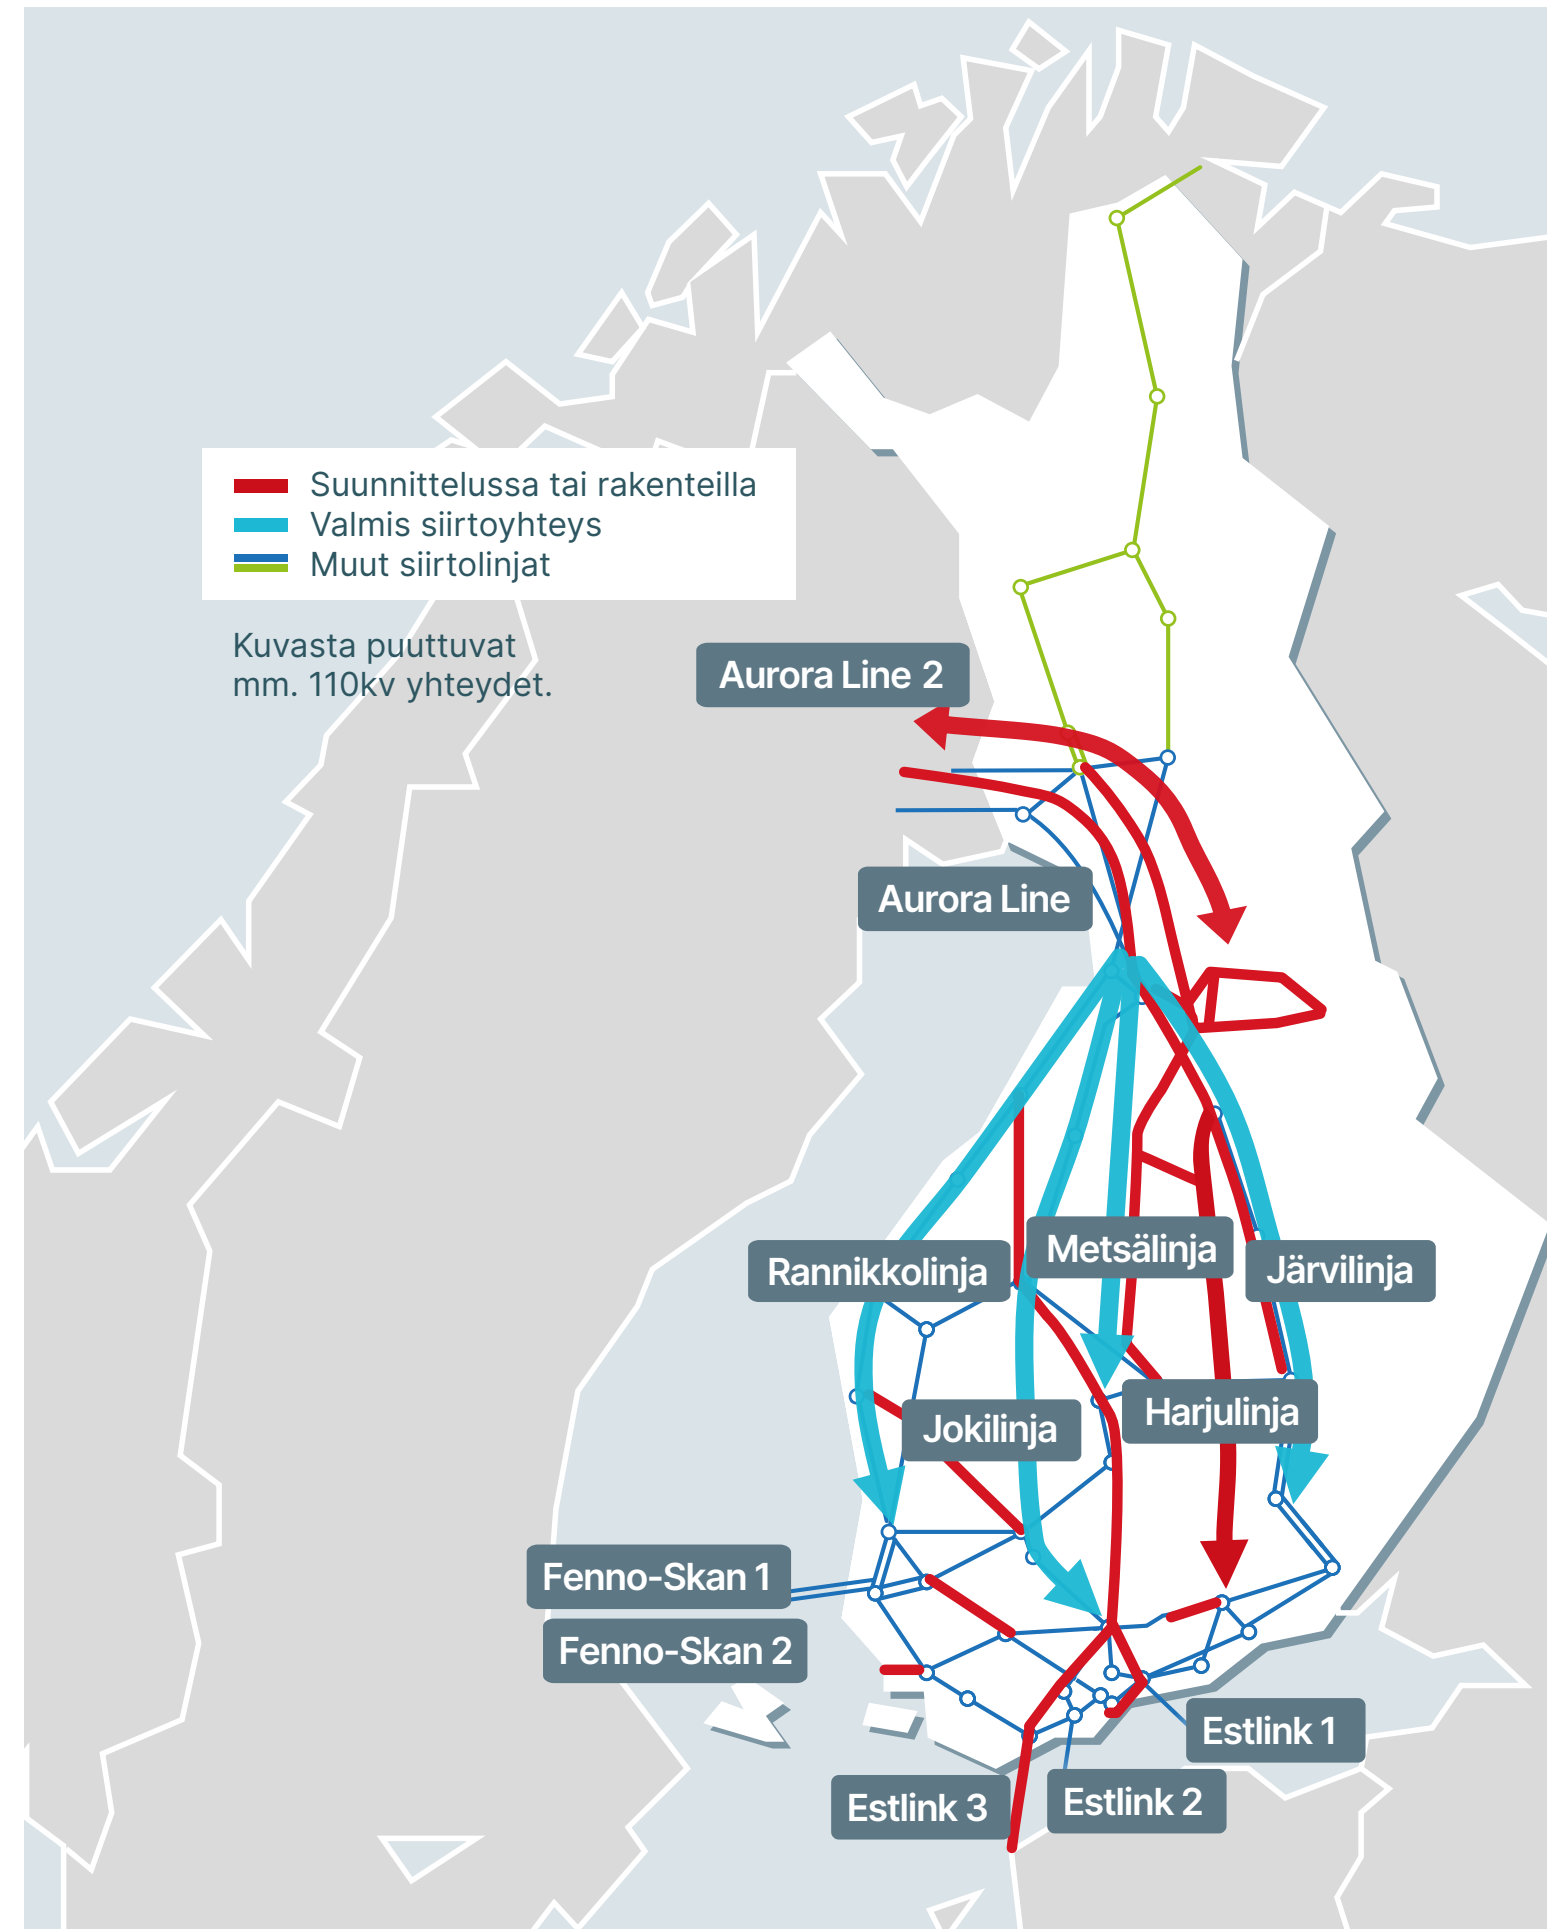 Suunnittelussa tai rakenteilla
Valmis siirtoyhteys
Muut siirtolinjat
Kuvasta puuttuvat
mm. 110kv yhteydet.
Aurora Line 2
Aurora Line
Metsälinja
Rannikkolinja
Järvilinja
Harjulinja
Jokilinja
Fenno-Skan 1
Fenno-Skan 2
Estlink 1
Estlink 2
Estlink 3